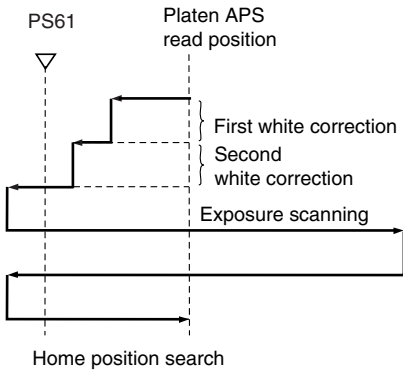 PS61
Platen APS
read position
First white correction
Second
white correction
Exposure scanning
Home position search